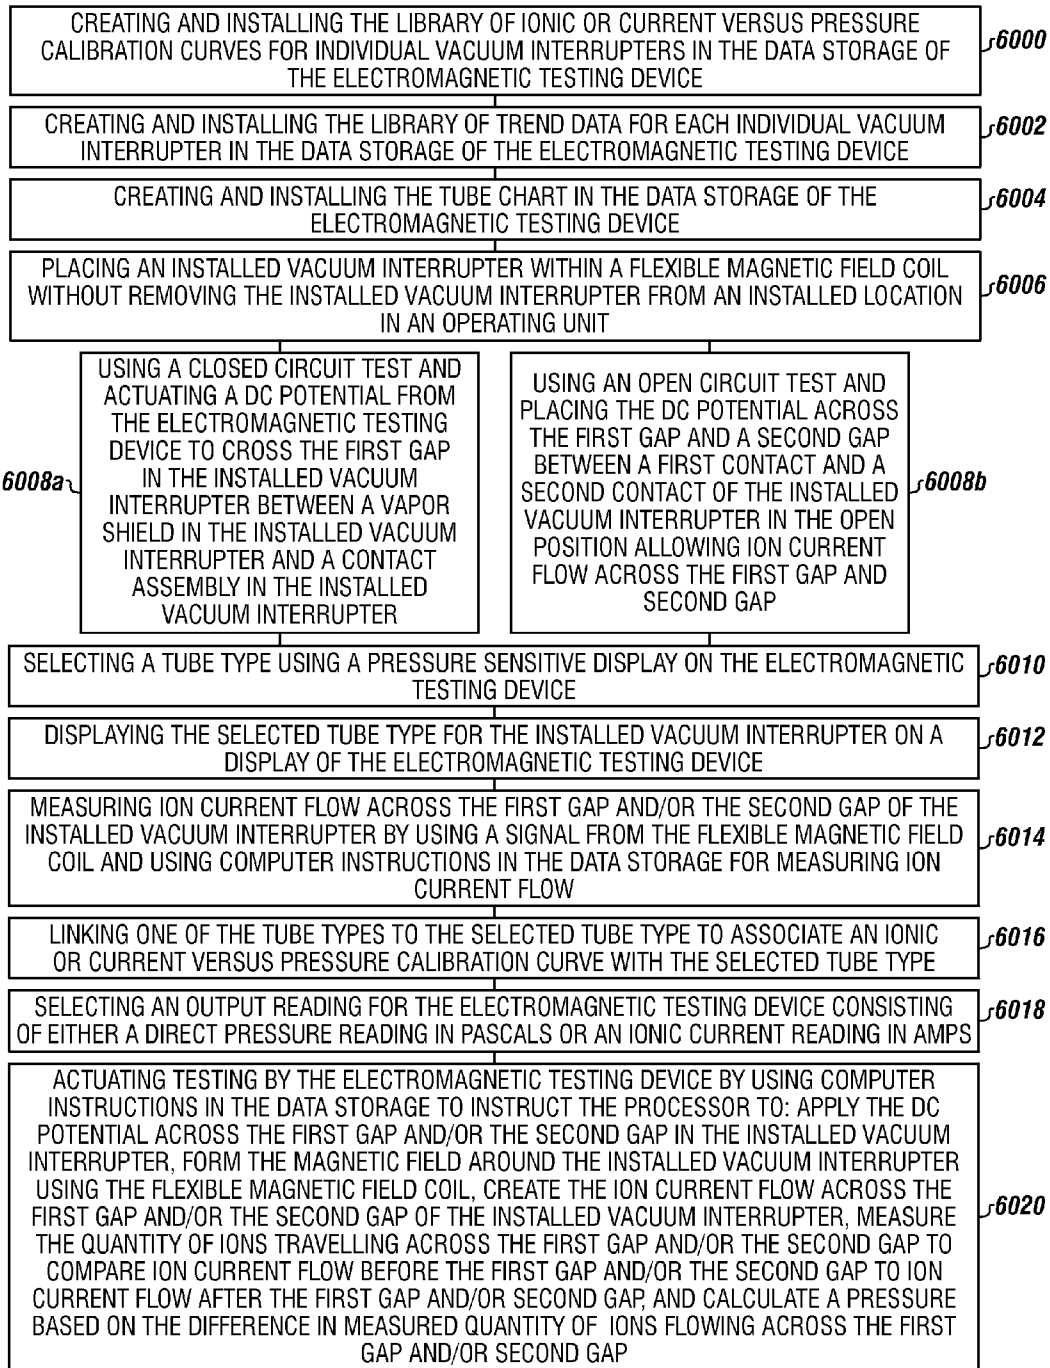 CREATING AND INSTALLING THE LIBRARY OF IONIC OR CURRENT VERSUS PRESSURE
CALIBRATION CURVES FOR INDIVIDUAL VACUUM INTERRUPTERS IN THE DATA STORAGE OF
THE ELECTROMAGNETIC TESTING DEVICE
6000
CREATING AND INSTALLING THE LIBRARY OF TREND DATA FOR EACH INDIVIDUAL VACUUM
INTERRUPTER IN THE DATA STORAGE OF THE ELECTROMAGNETIC TESTING DEVICE
6002
CREATING AND INSTALLING THE TUBE CHART IN THE DATA STORAGE OF THE
ELECTROMAGNETIC TESTING DEVICE
6004
PLACING AN INSTALLED VACUUM INTERRUPTER WITHIN A FLEXIBLE MAGNETIC FIELD COIL
WITHOUT REMOVING THE INSTALLED VACUUM INTERRUPTER FROM AN INSTALLED LOCATION
IN AN OPERATING UNIT
6006
USING A CLOSED CIRCUIT TEST AND
ACTUATING A DC POTENTIAL FROM
THE ELECTROMAGNETIC TESTING
DEVICE TO CROSS THE FIRST GAP
IN THE INSTALLED VACUUM
INTERRUPTER BETWEEN A VAPOR
SHIELD IN THE INSTALLED VACUUM
INTERRUPTER AND A CONTACT
ASSEMBLY IN THE INSTALLED
VACUUM INTERRUPTER
6008a
USING AN OPEN CIRCUIT TEST AND
PLACING THE DC POTENTIAL ACROSS
THE FIRST GAP AND A SECOND GAP
BETWEEN A FIRST CONTACT AND A
SECOND CONTACT OF THE INSTALLED
VACUUM INTERRUPTER IN THE OPEN
POSITION ALLOWING ION CURRENT
FLOW ACROSS THE FIRST GAP AND
SECOND GAP
6008b
SELECTING A TUBE TYPE USING A PRESSURE SENSITIVE DISPLAY ON THE ELECTROMAGNETIC
TESTING DEVICE
6010
DISPLAYING THE SELECTED TUBE TYPE FOR THE INSTALLED VACUUM INTERRUPTER ON A
DISPLAY OF THE ELECTROMAGNETIC TESTING DEVICE
6012
MEASURING ION CURRENT FLOW ACROSS THE FIRST GAP AND/OR THE SECOND GAP OF THE
INSTALLED VACUUM INTERRUPTER BY USING A SIGNAL FROM THE FLEXIBLE MAGNETIC FIELD
COIL AND USING COMPUTER INSTRUCTIONS IN THE DATA STORAGE FOR MEASURING ION
CURRENT FLOW
6014
LINKING ONE OF THE TUBE TYPES TO THE SELECTED TUBE TYPE TO ASSOCIATE AN IONIC
OR CURRENT VERSUS PRESSURE CALIBRATION CURVE WITH THE SELECTED TUBE TYPE
6016
SELECTING AN OUTPUT READING FOR THE ELECTROMAGNETIC TESTING DEVICE CONSISTING
OF EITHER A DIRECT PRESSURE READING IN PASCALS OR AN IONIC CURRENT READING IN AMPS
6018
ACTUATING TESTING BY THE ELECTROMAGNETIC TESTING DEVICE BY USING COMPUTER
INSTRUCTIONS IN THE DATA STORAGE TO INSTRUCT THE PROCESSOR TO: APPLY THE DC
POTENTIAL ACROSS THE FIRST GAP AND/OR THE SECOND GAP IN THE INSTALLED VACUUM
INTERRUPTER, FORM THE MAGNETIC FIELD AROUND THE INSTALLED VACUUM INTERRUPTER
USING THE FLEXIBLE MAGNETIC FIELD COIL, CREATE THE ION CURRENT FLOW ACROSS THE
FIRST GAP AND/OR THE SECOND GAP OF THE INSTALLED VACUUM INTERRUPTER, MEASURE
THE QUANTITY OF IONS TRAVELLING ACROSS THE FIRST GAP AND/OR THE SECOND GAP TO
COMPARE ION CURRENT FLOW BEFORE THE FIRST GAP AND/OR THE SECOND GAP TO ION
CURRENT FLOW AFTER THE FIRST GAP AND/OR SECOND GAP, AND CALCULATE A PRESSURE
BASED ON THE DIFFERENCE IN MEASURED QUANTITY OF IONS FLOWING ACROSS THE FIRST
GAP AND/OR SECOND GAP
6020